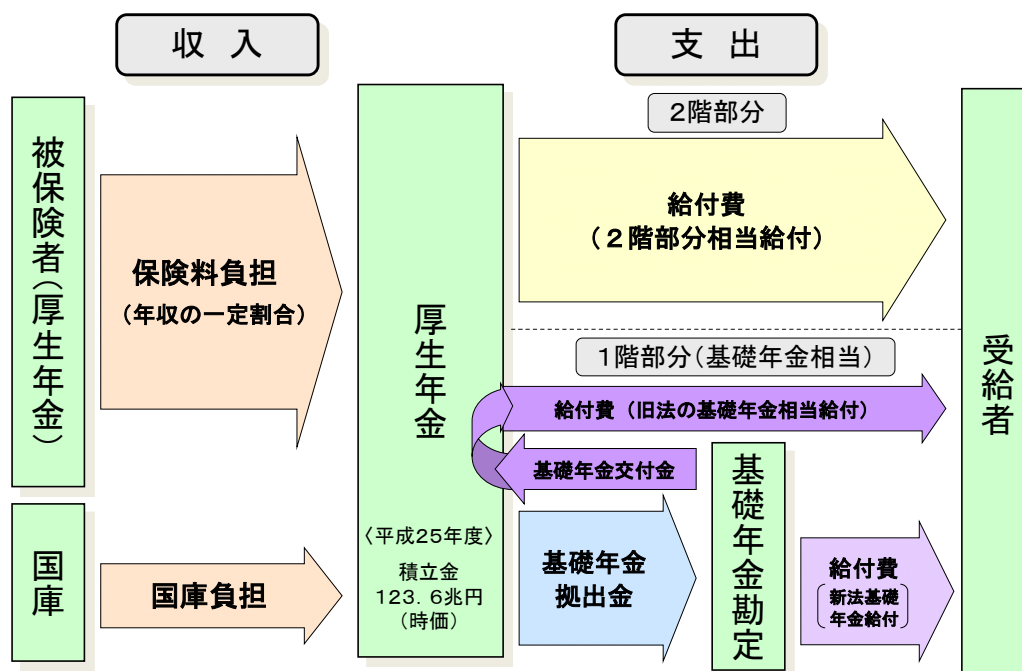 収 入
支 出
被保険者(厚生年金)
保険料負担
(年収の一定割合)
国庫
国庫負担
厚生年金
〈平成25年度〉
積立金
123.6兆円
(時価)
2階部分
給付費
(2階部分相当給付)
1階部分(基礎年金相当)
給付費(旧法の基礎年金相当給付)
基礎年金交付金
基礎年金
拠出金
基礎年金勘定
給付費
新法基礎
年金給付
受給者